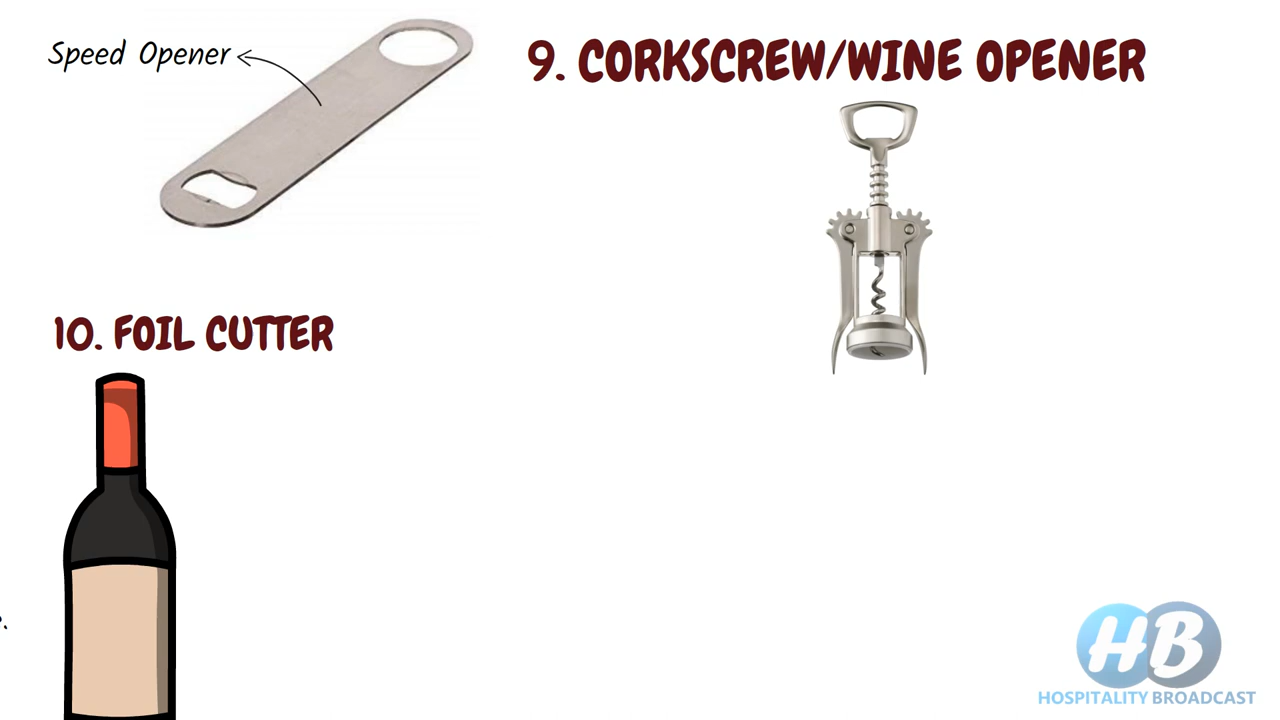 Speed Opener
9. CORKSCREW/WINE OPENER
10. FOIL CUTTER
HB
HOSPITALITY BROADCAST